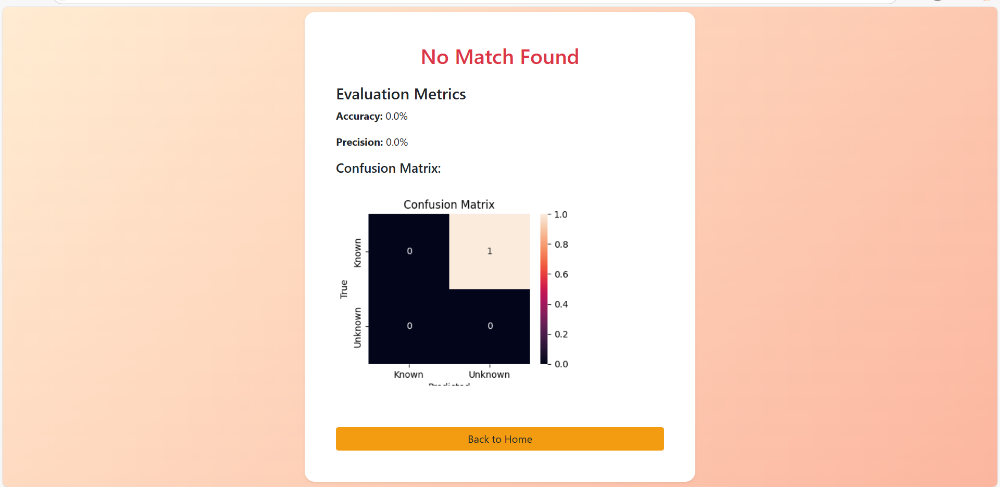 No Match Found
Evaluation Metrics
Accuracy: 0.0%
Precision: 0.0%
Confusion Matrix:
Confusion Matrix
1.0
Known
0
1
0.8
0.6
True
0.4
Unknown
0
0
0.2
0.0
Known
Unknown
Predicted
Back to Home